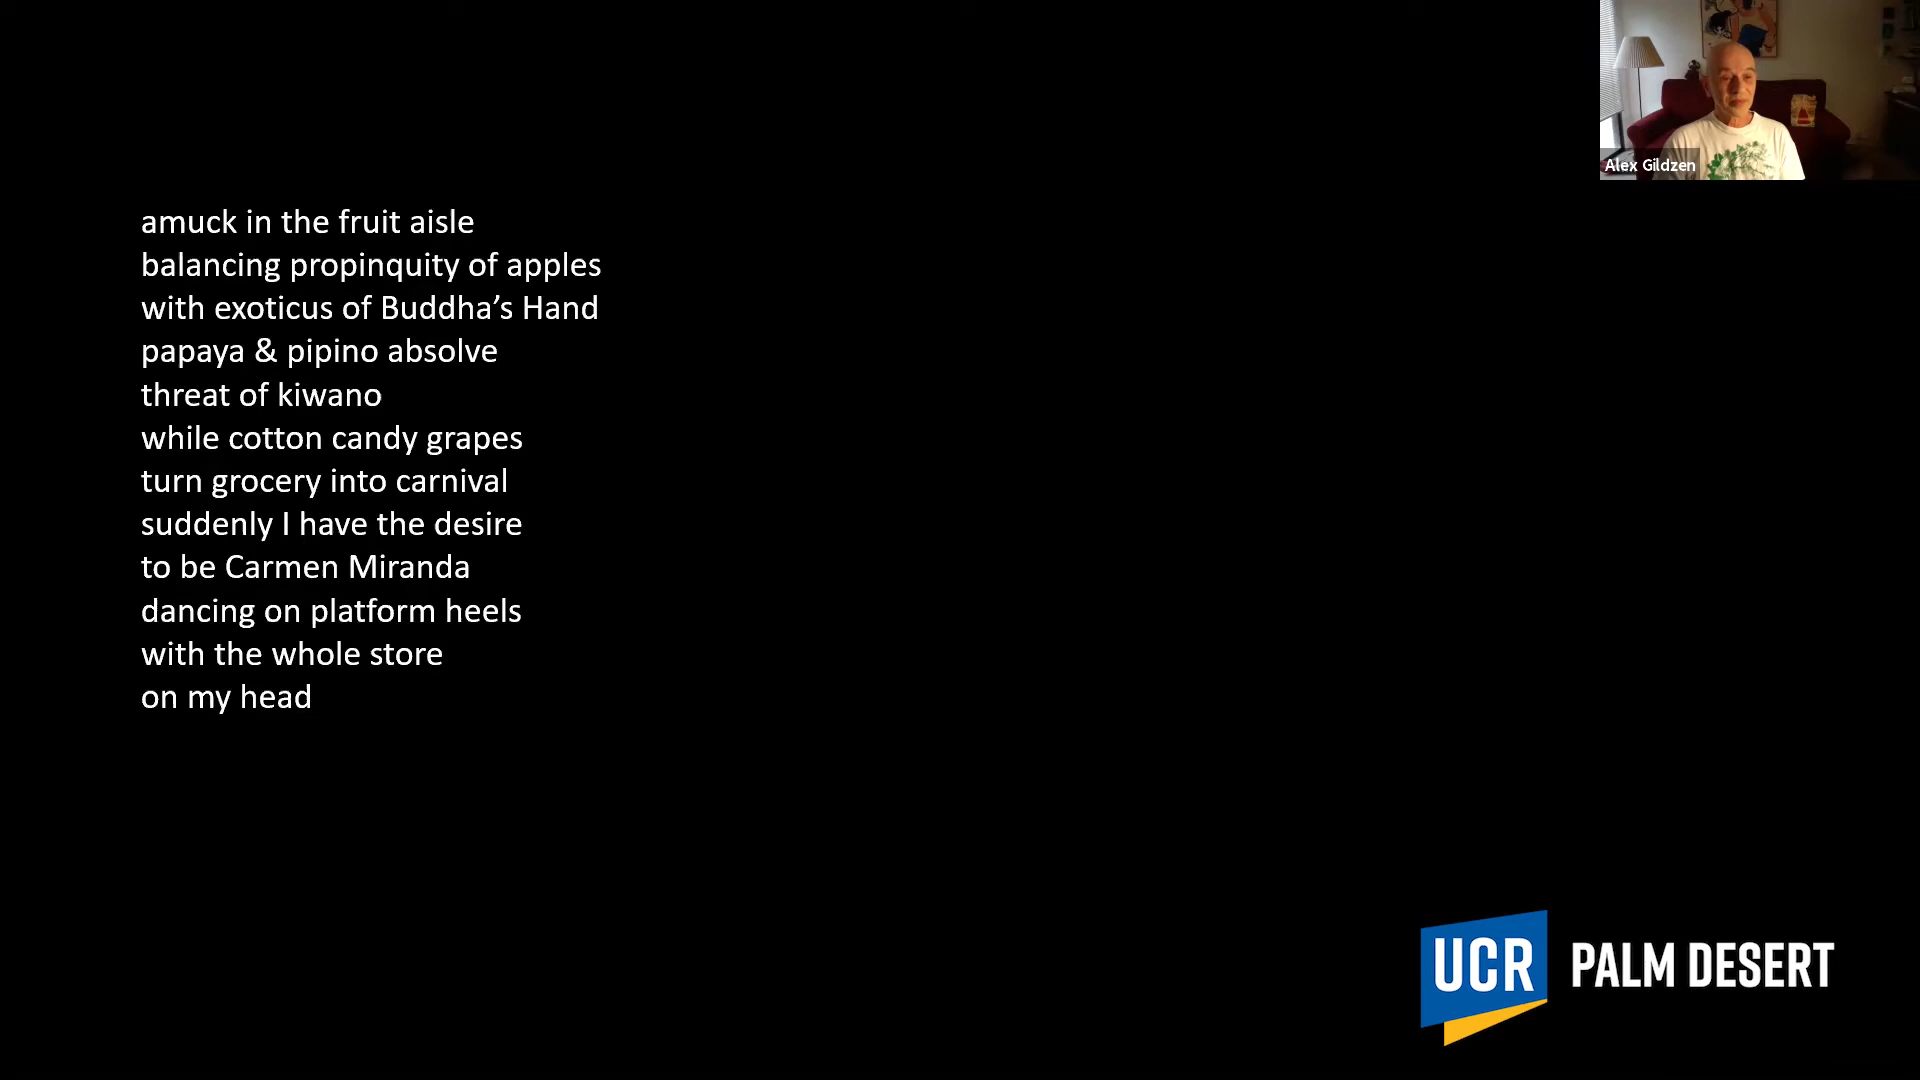 amuck in the fruit aisle
balancing propinquity of apples
with exoticus of Buddha’s Hand
papaya & pipino absolve
threat of kiwano
while cotton candy grapes
turn grocery into carnival
suddenly I have the desire
to be Carmen Miranda
dancing on platform heels
with the whole store
on my head
Alex Gildzen
UCR PALM DESERT